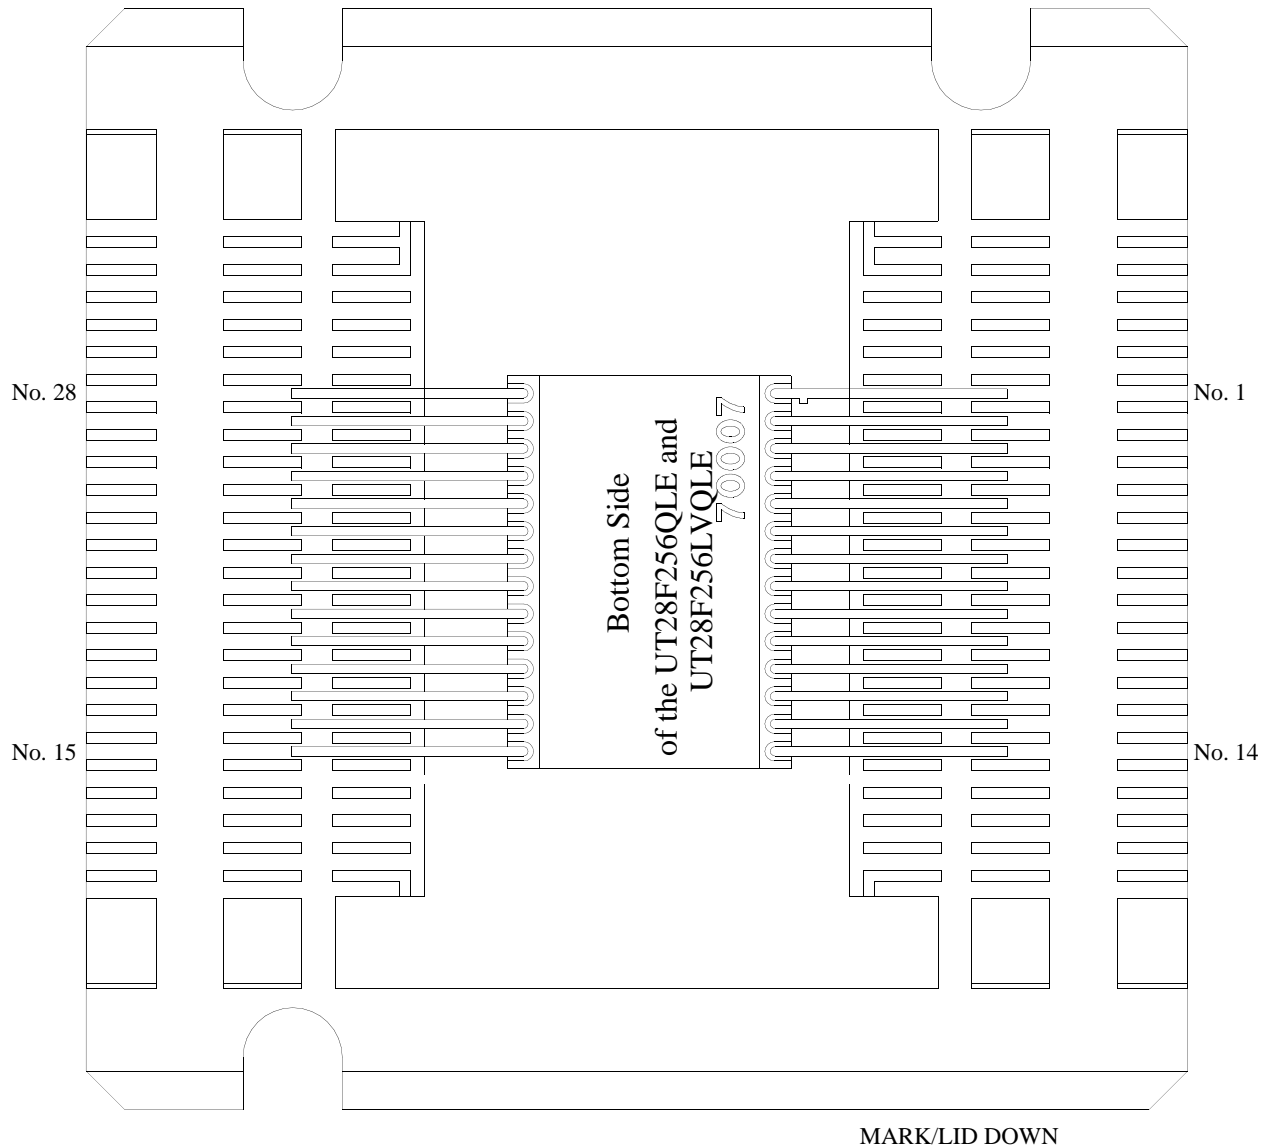 No. 28
No. 1
Bottom Side
of the UT28F256QLE and
UT28F256LVQLE
70007
No. 15
No. 14
MARK/LID DOWN